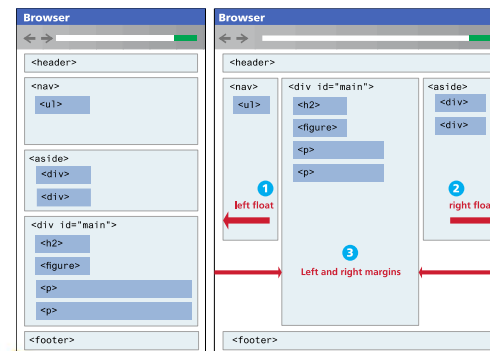 Browser
<header>
<nav>
<ul>
<aside>
<div>
<div>
<div id="main">
<h2>
<figure>
<p>
<p>
<footer>
Browser
<header>
<nav>
<ul>
1
left float
<div id="main">
<h2>
<figure>
<p>
<p>
3
Left and right margins
<aside>
<div>
<div>
2
right floa
<footer>